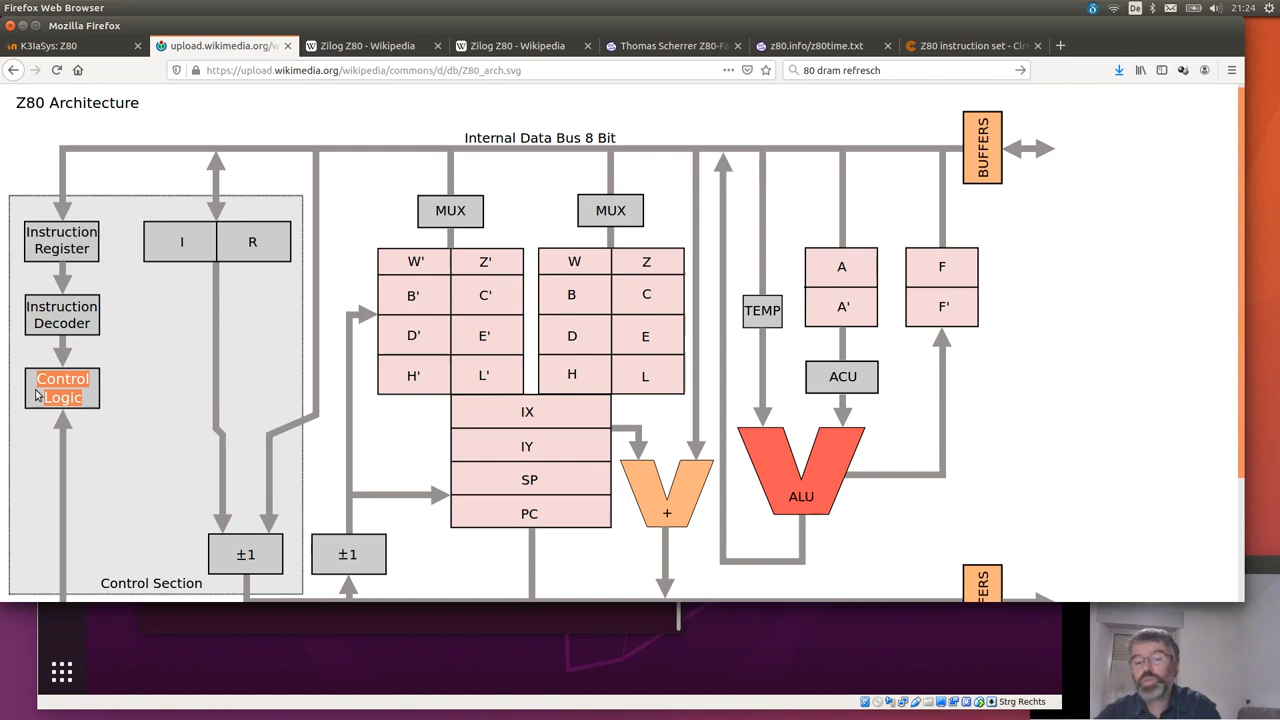 Firefox Web Browser
De
21:24
Mozilla Firefox
K3IaSys: Z80
upload.wikimedia.org/w
Zilog Z80 - Wikipedia
Zilog Z80 - Wikipedia
Thomas Scherrer Z80-Fa
z80.info/z80time.txt
Z80 instruction set - Clr
https://upload.wikimedia.org/wikipedia/commons/d/db/Z80_arch.svg
80 dram refresch
Z80 Architecture
Internal Data Bus 8 Bit
BUFFERS
MUX
MUX
Instruction
Register
I
R
Instruction
Decoder
Control
Logic
W'
Z'
B'
C'
D'
E'
H'
L'
W
Z
B
C
D
E
H
L
IX
IY
SP
PC
TEMP
A
A'
F
F'
ACU
ALU
+
±1
±1
Control Section
FERS
Strg Rechts